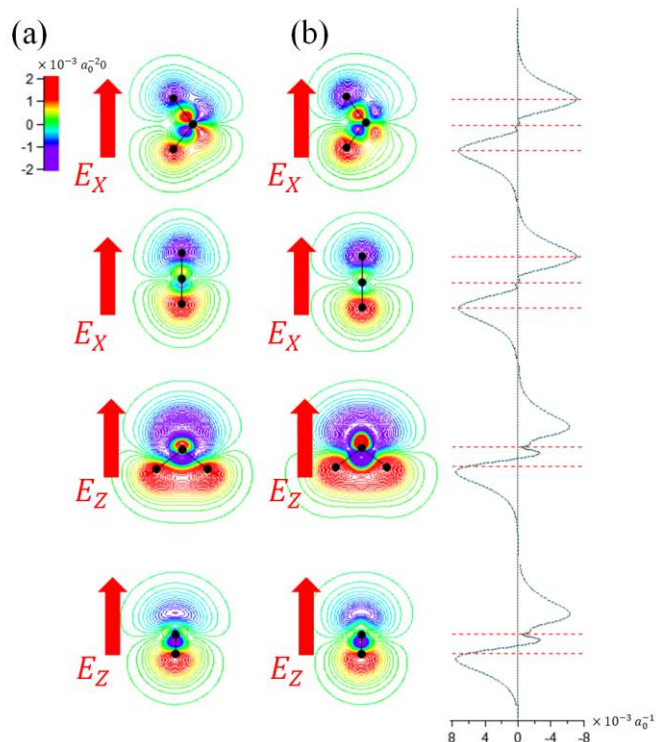 (a)
(b)
× 10⁻³ a₀⁻²0
2
1
0
-1
-2
E_X
E_X
E_X
E_X
E_Z
E_Z
E_Z
E_Z
8 4 0 -4 -8 × 10⁻³ a₀⁻¹